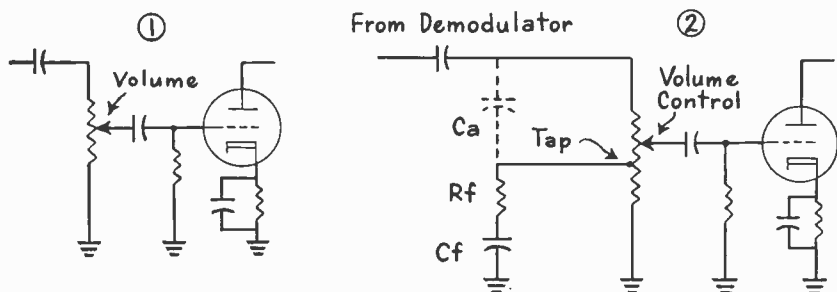 ①
Volume
From Demodulator
②
Ca
Volume
Control
Tap
Rf
Cf